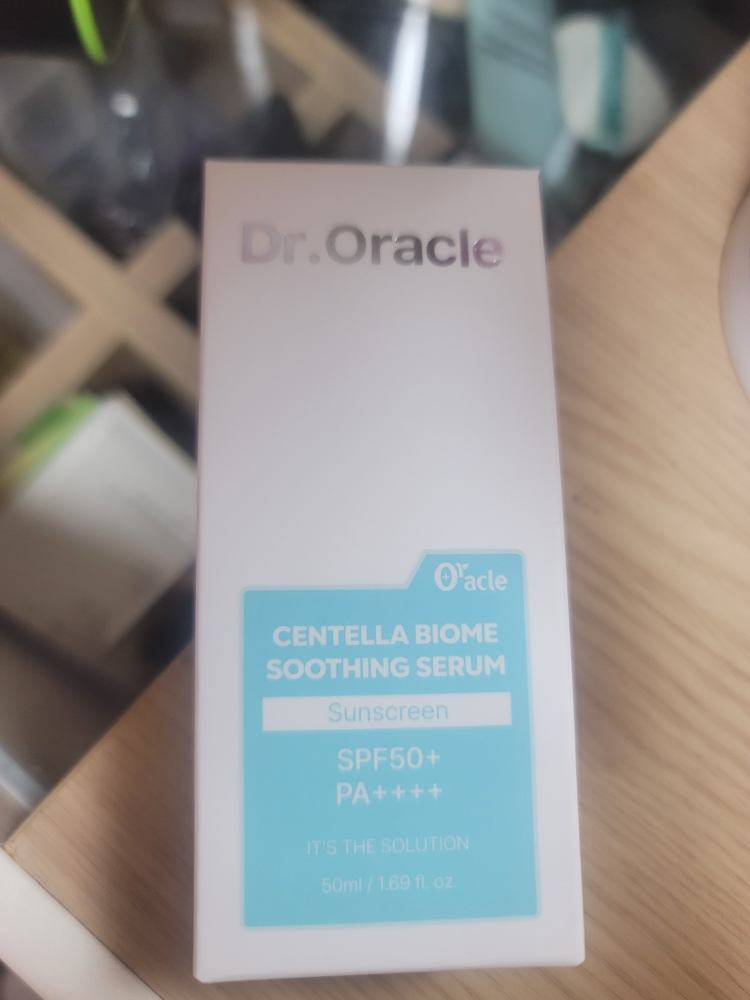 Dr.Oracle
Oracle
CENTELLA BIOME
SOOTHING SERUM
Sunscreen
SPF50+
PA++++
IT'S THE SOLUTION
50ml / 1.69 fl. oz.